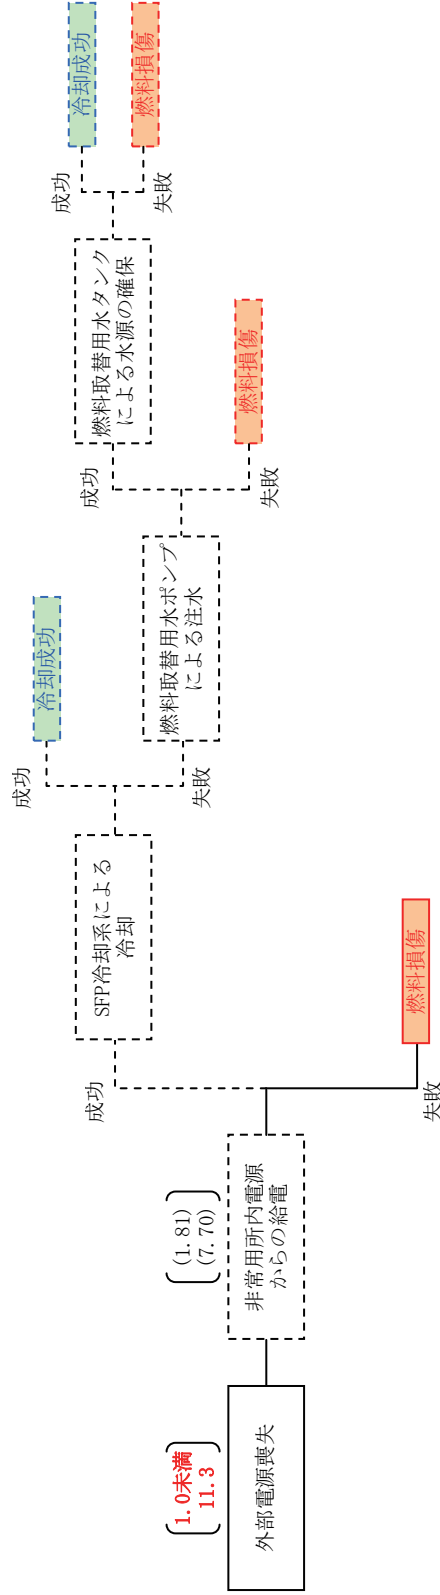 1.0未満
11.3
外部電源喪失
(1.81)
(7.70)
非常用所内電源
からの給電
成功
失敗
燃料損傷
SFP冷却系による
冷却
成功
冷却成功
失敗
燃料取替用水ポンプ
による注水
成功
失敗
燃料損傷
燃料取替用水タンク
による水源の確保
成功
冷却成功
失敗
燃料損傷